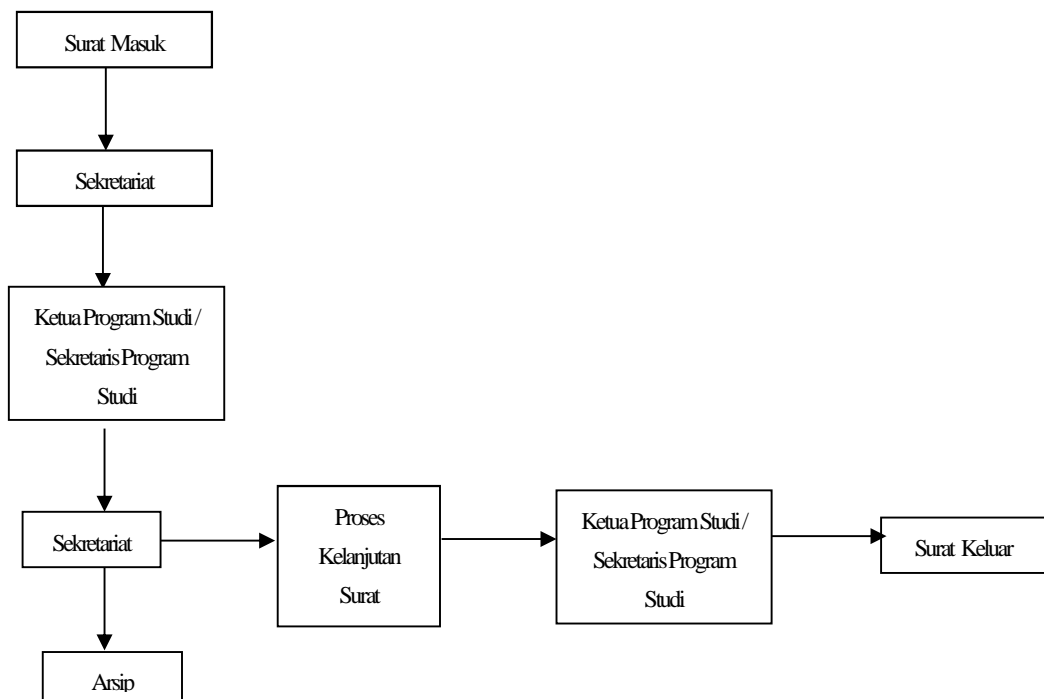 Surat Masuk
Sekretariat
Ketua Program Studi /
Sekretaris Program
Studi
Sekretariat
Proses
Kelanjutan
Surat
Ketua Program Studi /
Sekretaris Program
Studi
Surat Keluar
Arsip